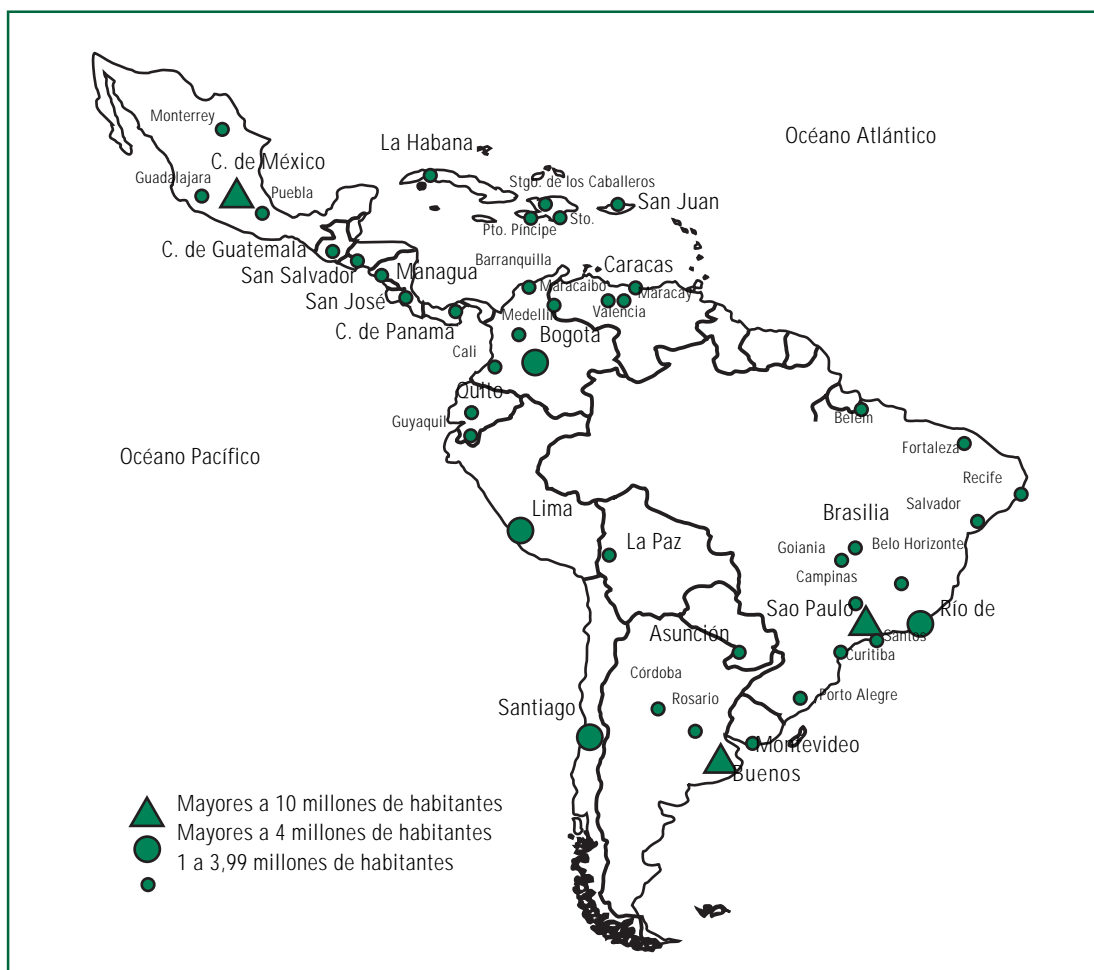 Monterrey
Océano Atlántico
La Habana
C. de México
Guadalajara
Puebla
Stgo. de los Caballeros
San Juan
Sto.
Pto. Píncipe
C. de Guatemala
Barranquilla
Caracas
San Salvador
Managua
Maracaibo
Maracay
San José
Valencia
Medellín
C. de Panamá
Bogotá
Cali
Quito
Guyaquil
Belem
Fortaleza
Océano Pacífico
Recife
Salvador
Lima
Brasilia
La Paz
Goiania
Belo Horizonte
Campinas
Sao Paulo
Río de
Asunción
Santos
Curitiba
Córdoba
Rosario
Porto Alegre
Santiago
Montevideo
Buenos
Mayores a 10 millones de habitantes
Mayores a 4 millones de habitantes
1 a 3,99 millones de habitantes